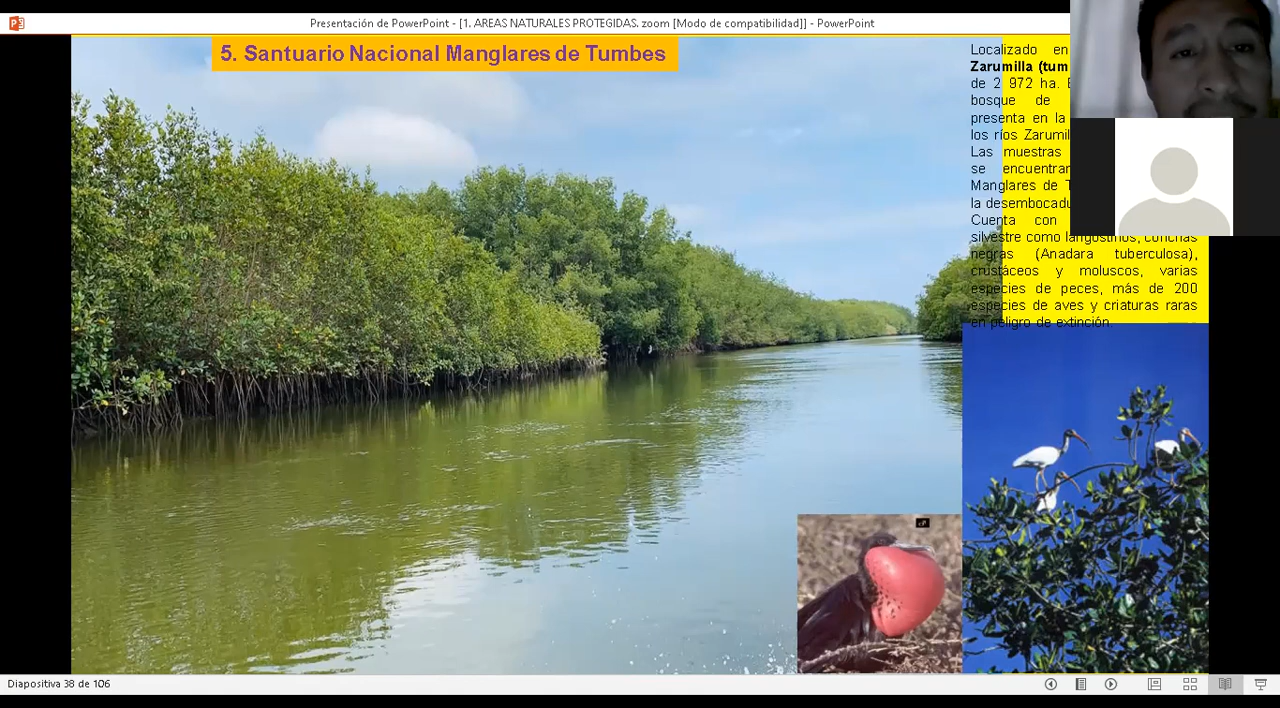 Presentación de PowerPoint - [1. AREAS NATURALES PROTEGIDAS. zoom [Modo de compatibilidad]] - PowerPoint
5. Santuario Nacional Manglares de Tumbes
Localizado en
Zarumilla (tum
de 2 972 ha.
bosque de
presenta en la
los ríos Zarumil
Las muestras
se encuentran
Manglares de T
la desembocadu
Cuenta con
silvestre como langostinos, conchas
negras (Anadara tuberculosa),
crustáceos y moluscos, varias
especies de peces, más de 200
especies de aves y criaturas raras
en peligro de extinción.
Diapositiva 38 de 106